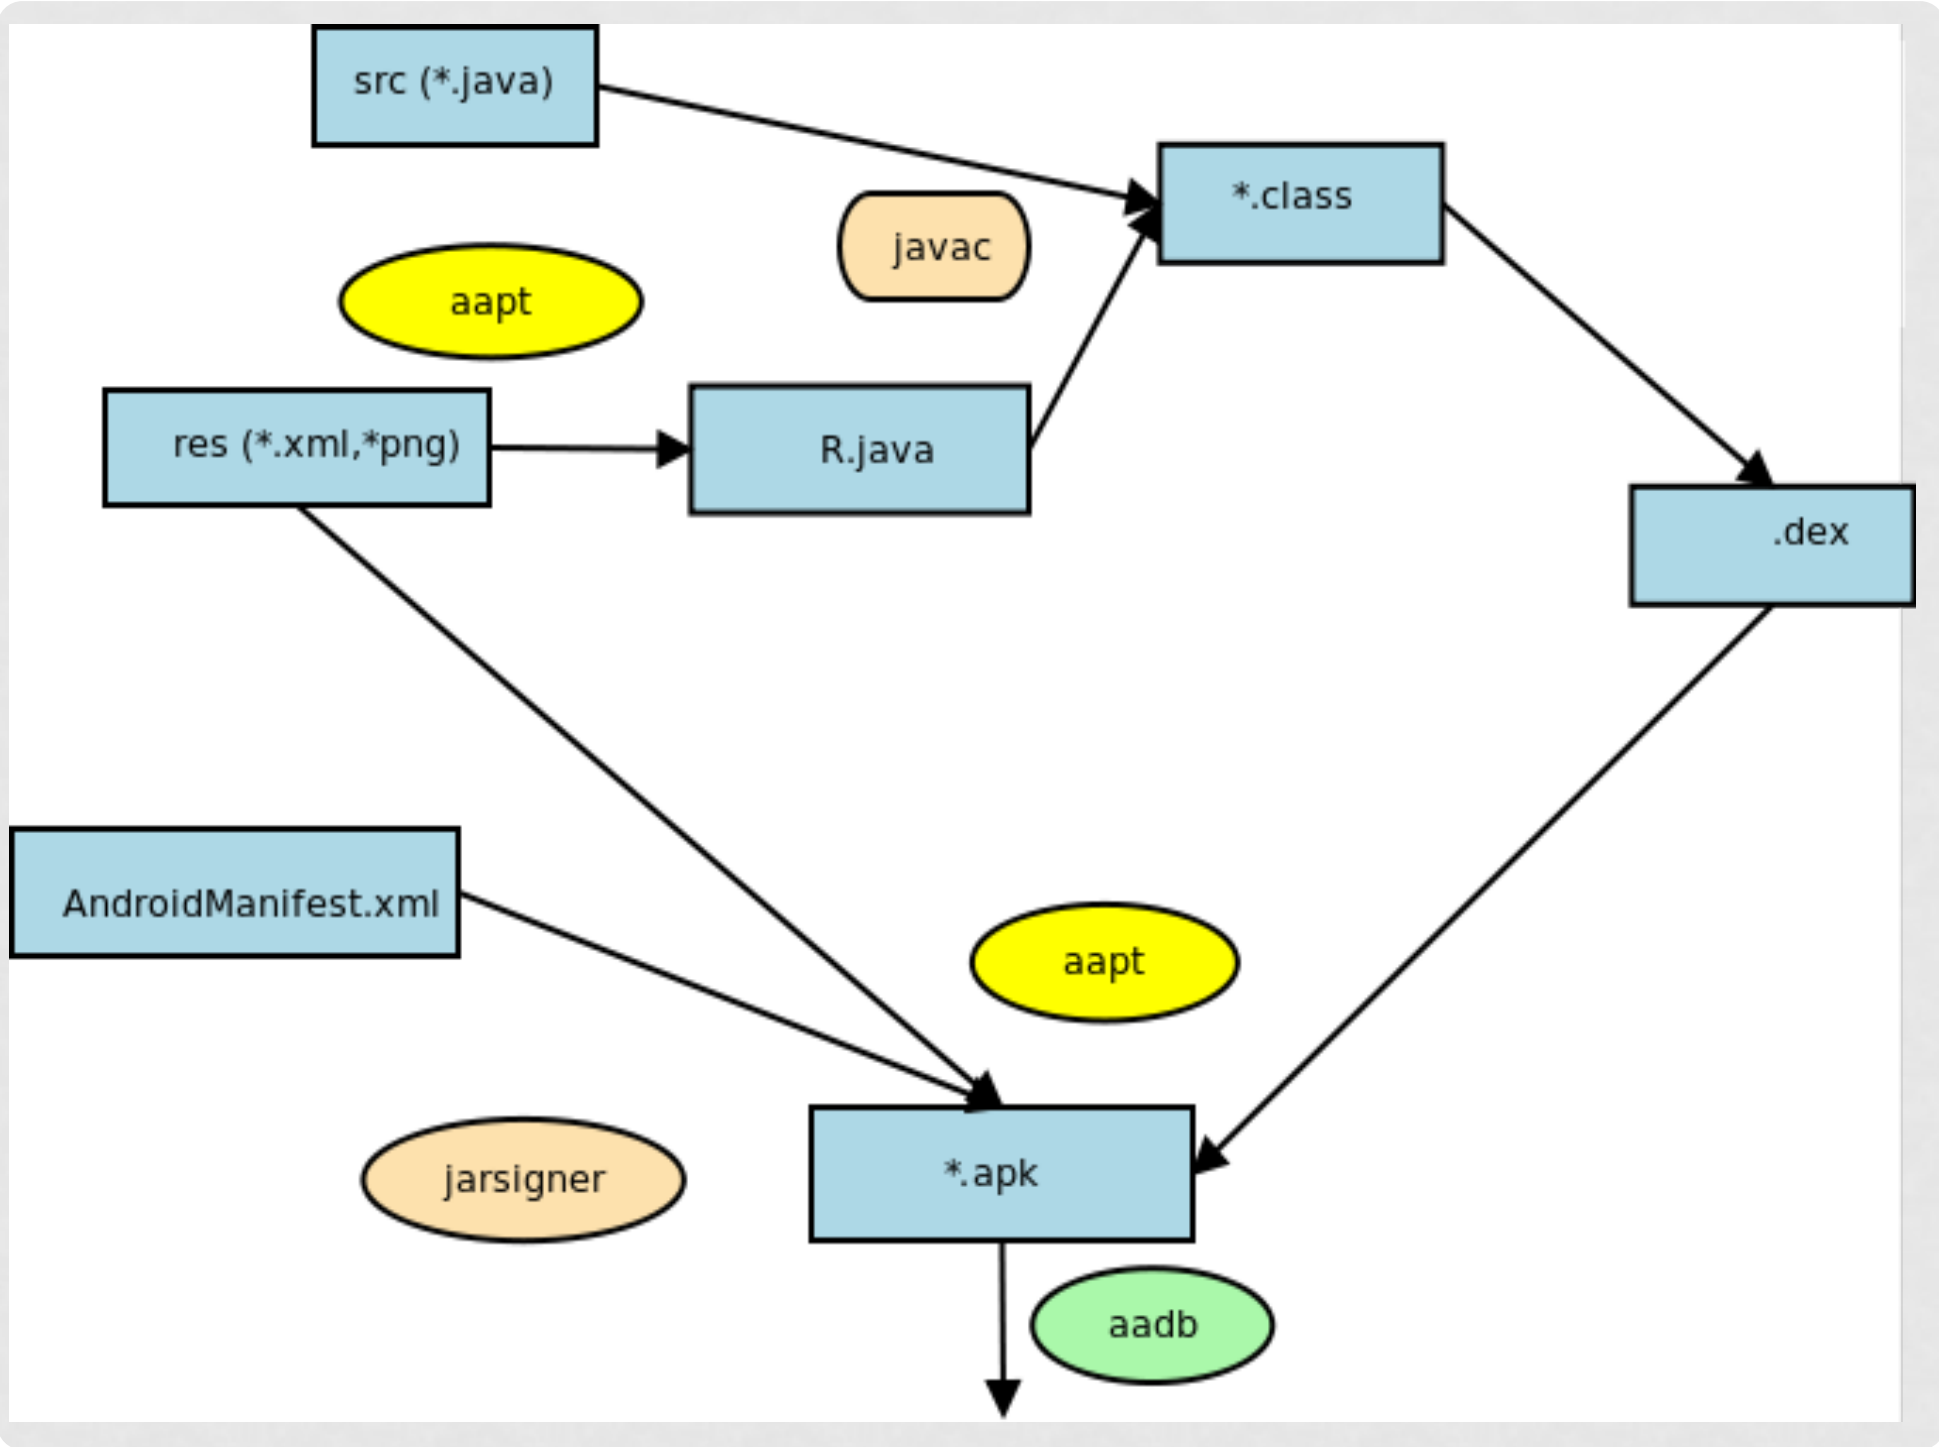 src (*.java)
*.class
javac
aapt
res (*.xml,*png)
R.java
.dex
AndroidManifest.xml
aapt
*.apk
jarsigner
aadb